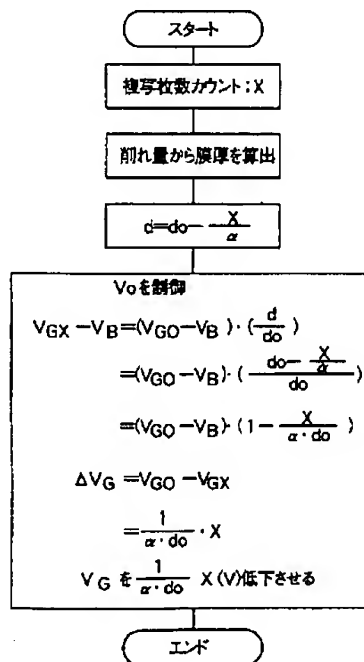 スタート
複写枚数カウント:X
削れ量から膜厚を算出
d=do−X/α
Voを制御
VGX−VB=(VGO−VB)·(d/do)
=(VGO−VB)·((do−X/α)/do)
=(VGO−VB)·(1−X/(α·do))
ΔVG=VGO−VGX
=1/(α·do)·X
VGを1/(α·do) X(V)低下させる
エンド